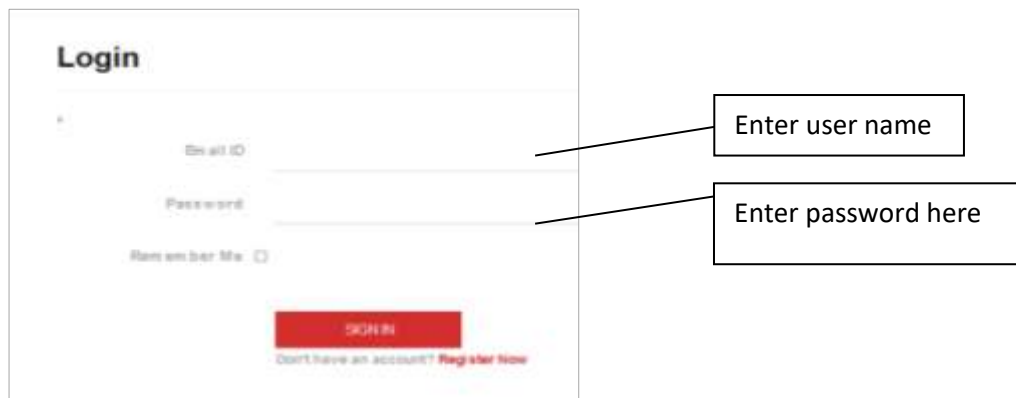 Login
Enter user name
Email ID
Password
Enter password here
Remember Me
SIGN IN
Don't have an account? Register Now